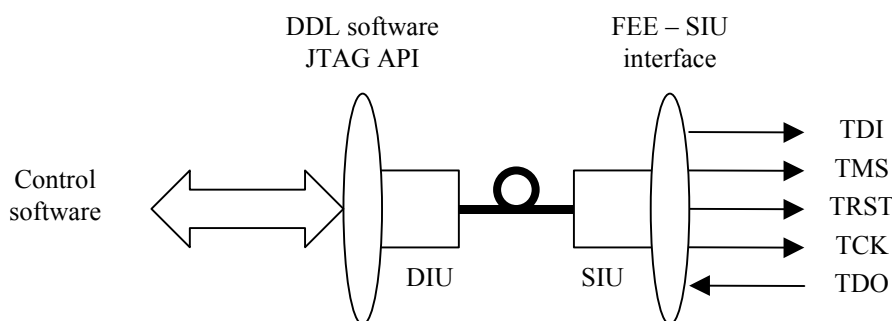 DDL software
JTAG API
FEE – SIU
interface
Control
software
DIU
SIU
TDI
TMS
TRST
TCK
TDO